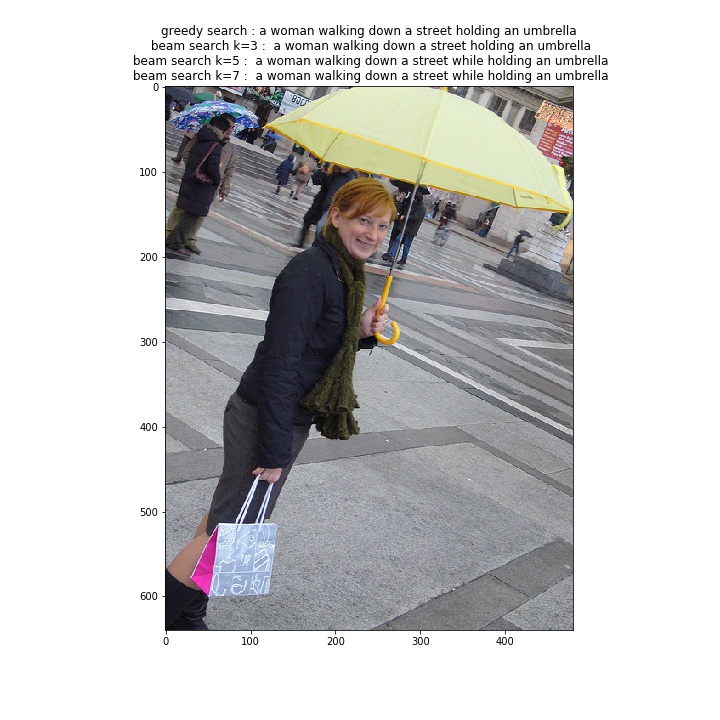 greedy search : a woman walking down a street holding an umbrella
beam search k=3 : a woman walking down a street holding an umbrella
beam search k=5 : a woman walking down a street while holding an umbrella
beam search k=7 : a woman walking down a street while holding an umbrella
0
100
200
300
400
500
600
0 100 200 300 400